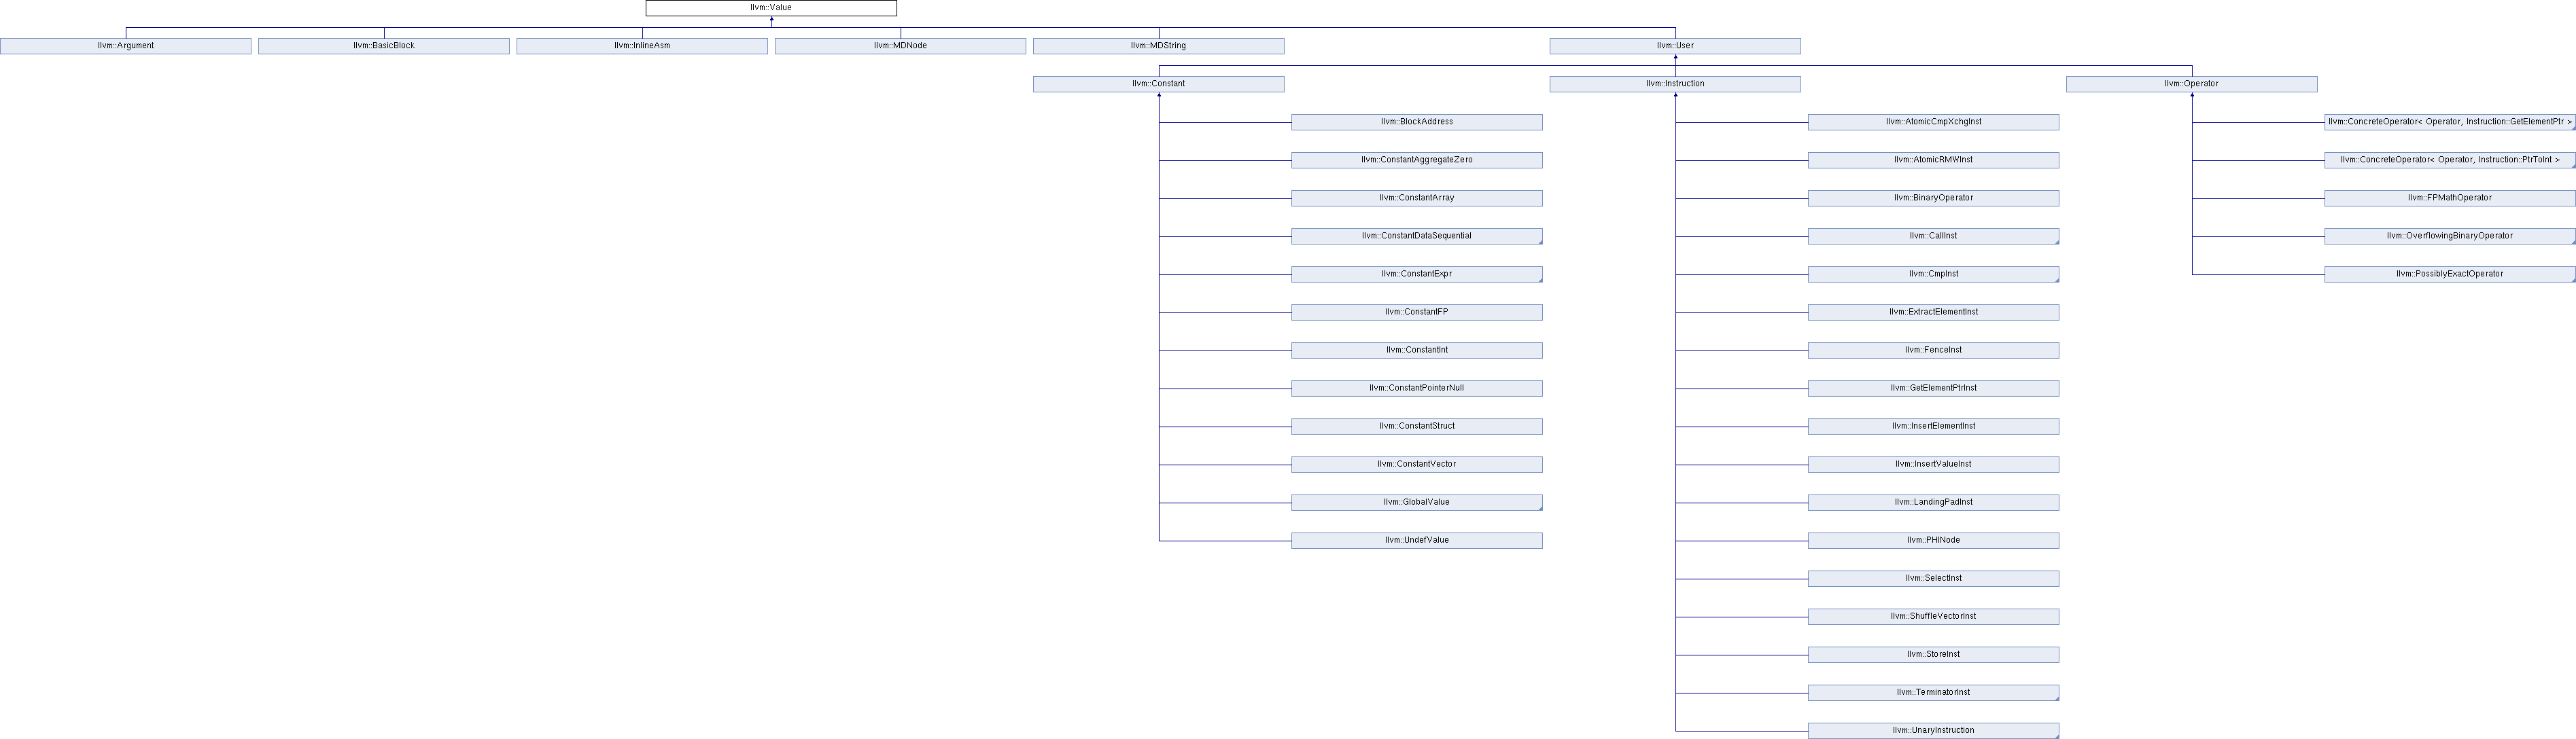 llvm::Value
llvm::Argument
llvm::BasicBlock
llvm::InlineAsm
llvm::MDNode
llvm::MDString
llvm::User
llvm::Constant
llvm::Instruction
llvm::Operator
llvm::BlockAddress
llvm::AtomicCmpXchgInst
llvm::ConcreteOperator< Operator, Instruction::GetElementPtr >
llvm::ConstantAggregateZero
llvm::AtomicRMWInst
llvm::ConcreteOperator< Operator, Instruction::PtrToInt >
llvm::ConstantArray
llvm::BinaryOperator
llvm::FPMathOperator
llvm::ConstantDataSequential
llvm::CallInst
llvm::OverflowingBinaryOperator
llvm::ConstantExpr
llvm::CmpInst
llvm::PossiblyExactOperator
llvm::ConstantFP
llvm::ExtractElementInst
llvm::ConstantInt
llvm::FenceInst
llvm::ConstantPointerNull
llvm::GetElementPtrInst
llvm::ConstantStruct
llvm::InsertElementInst
llvm::ConstantVector
llvm::InsertValueInst
llvm::GlobalValue
llvm::LandingPadInst
llvm::UndefValue
llvm::PHINode
llvm::SelectInst
llvm::ShuffleVectorInst
llvm::StoreInst
llvm::TerminatorInst
llvm::UnaryInstruction